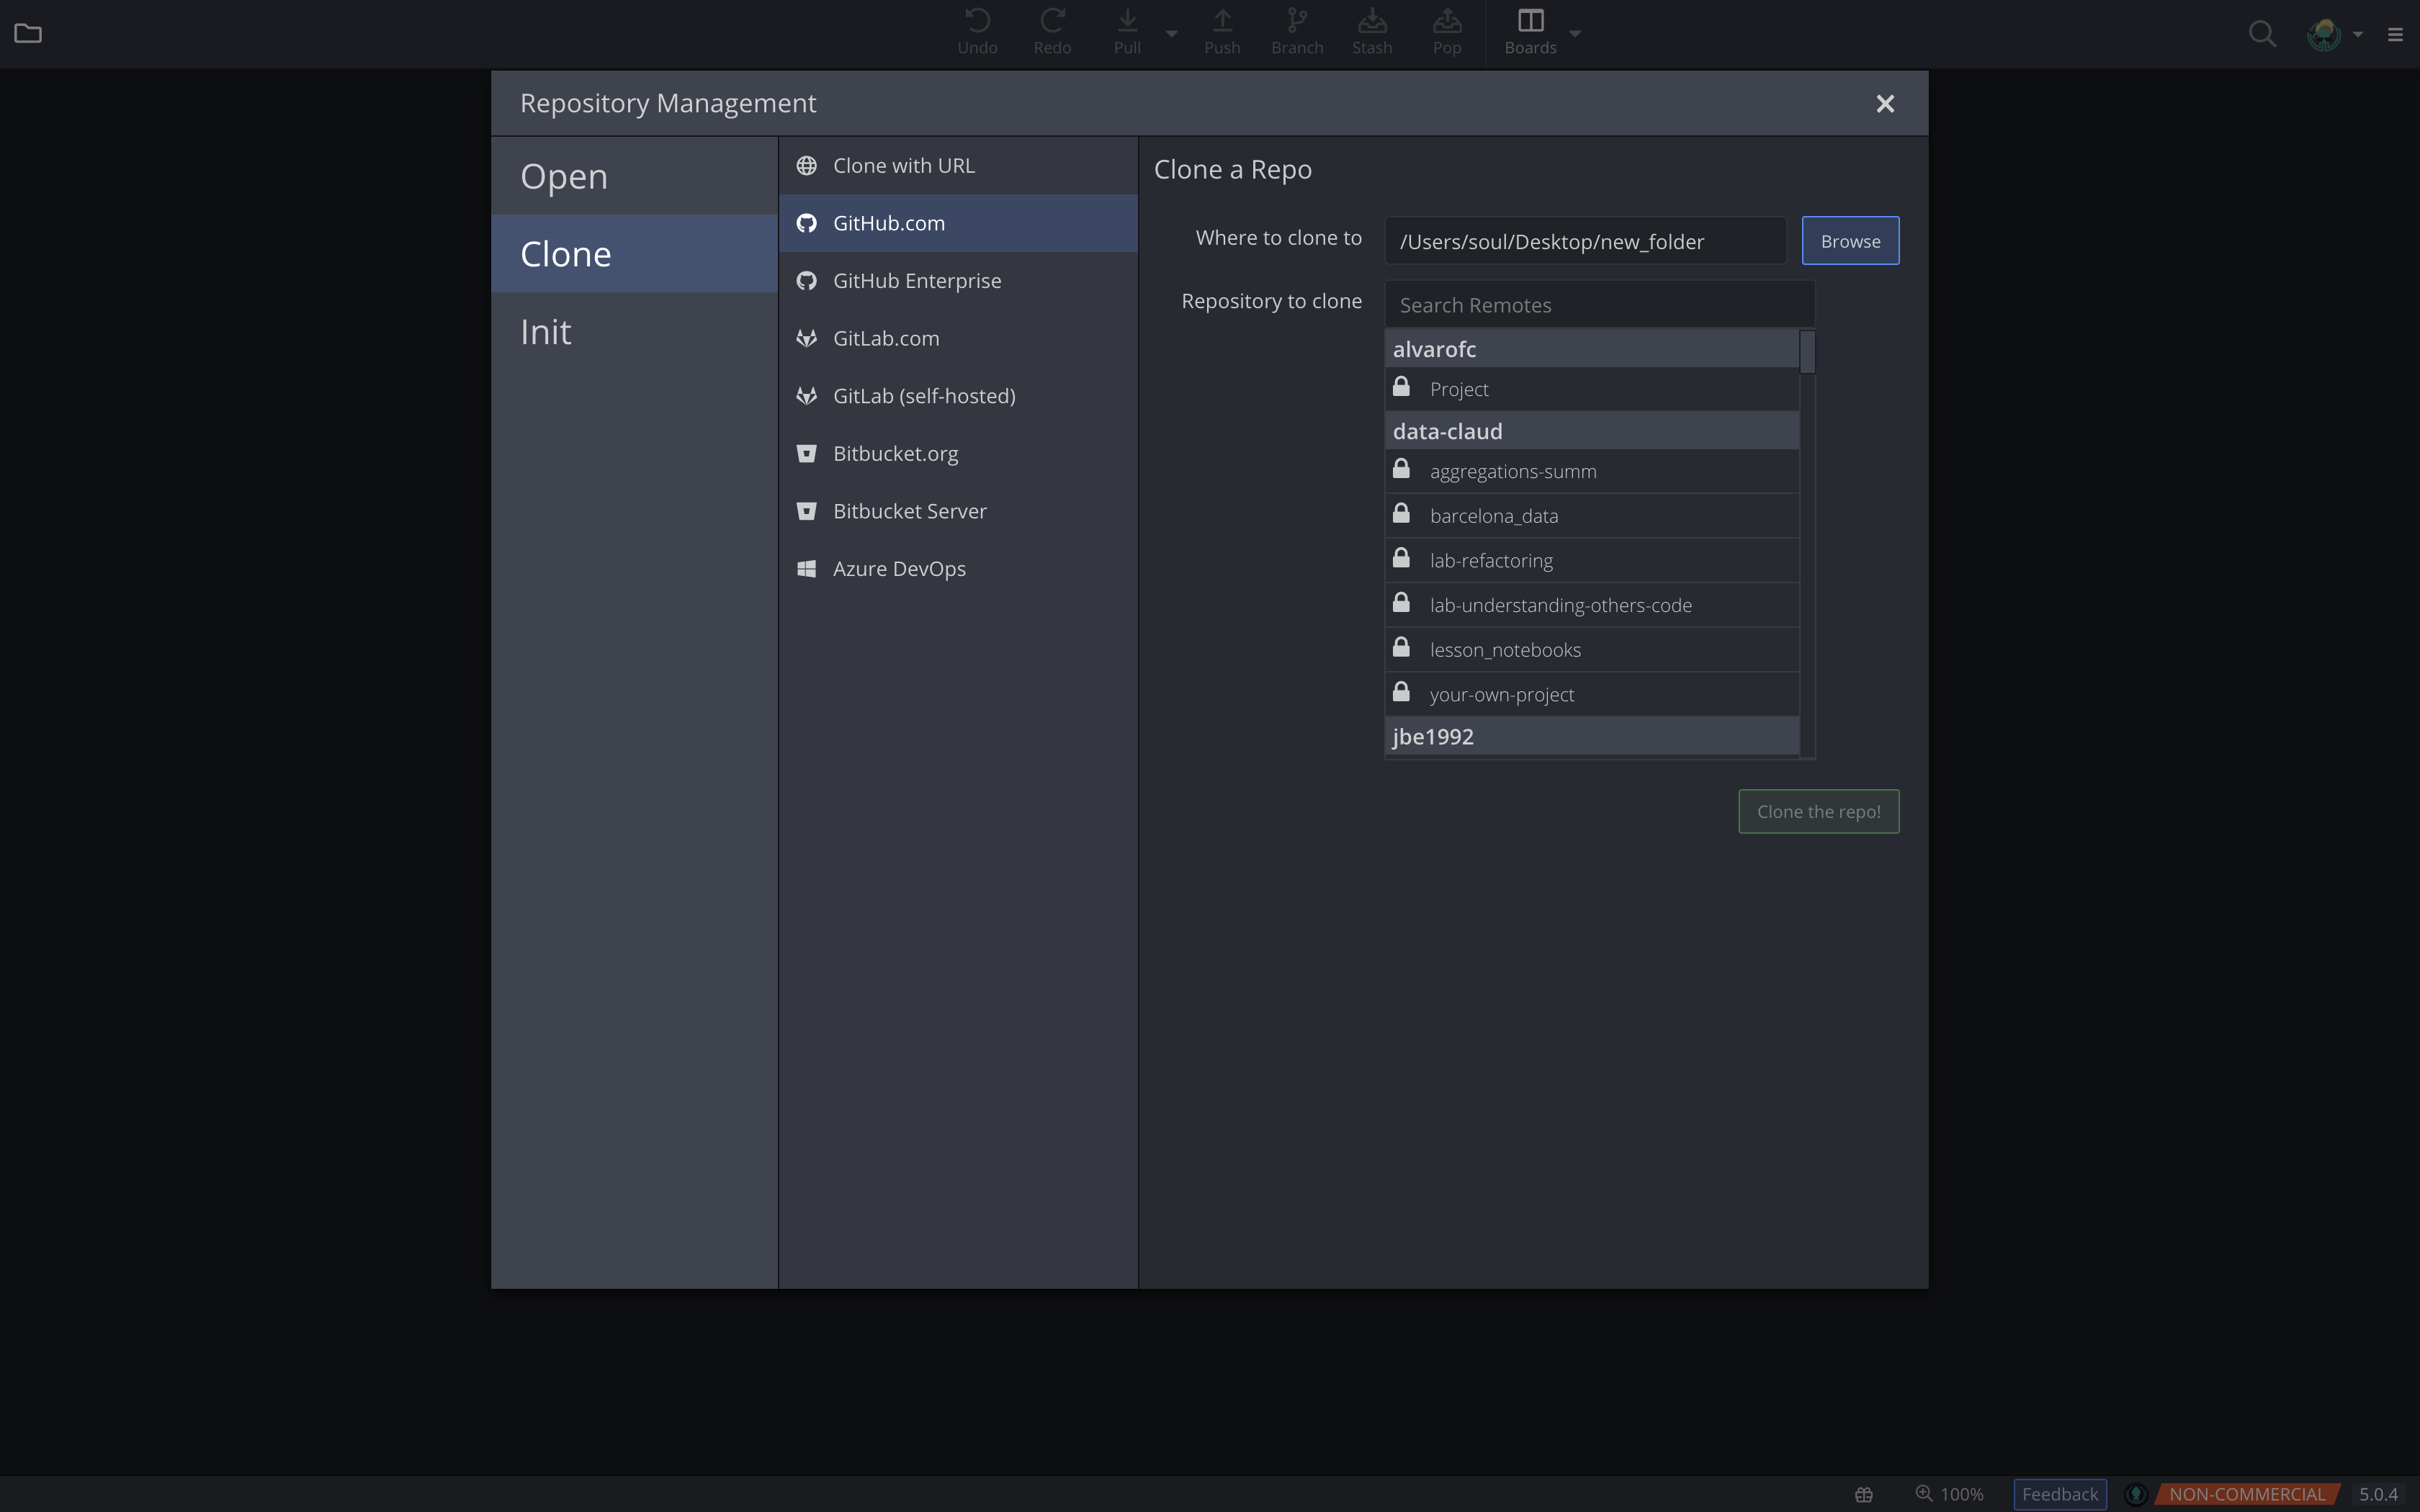 Undo Redo Pull Push Branch Stash Pop Boards
Repository Management
Open
Clone
Init
Clone with URL
GitHub.com
GitHub Enterprise
GitLab.com
GitLab (self-hosted)
Bitbucket.org
Bitbucket Server
Azure DevOps
Clone a Repo
Where to clone to /Users/soul/Desktop/new_folder Browse
Repository to clone Search Remotes
alvarofc
Project
data-claud
aggregations-summ
barcelona_data
lab-refactoring
lab-understanding-others-code
lesson_notebooks
your-own-project
jbe1992
Clone the repo!
100% Feedback NON-COMMERCIAL 5.0.4